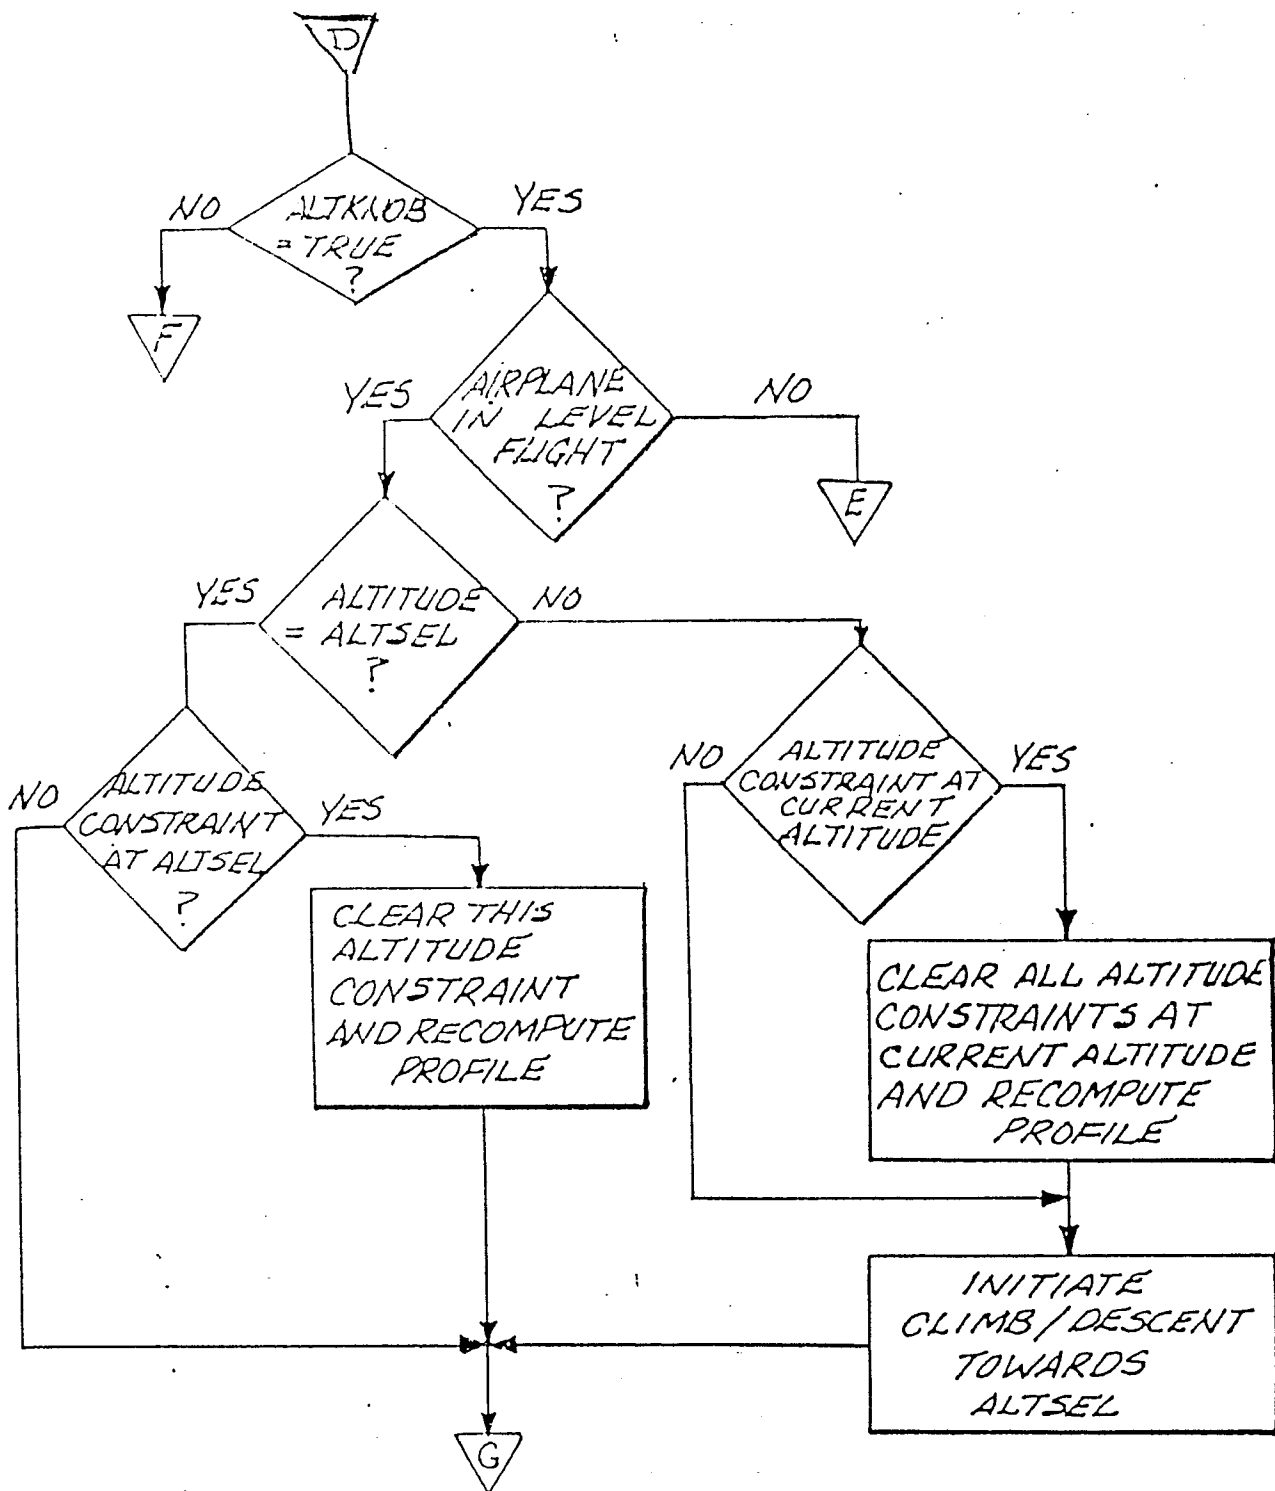 D
NO
YES
ALTKNOB
= TRUE
?
F
YES
NO
AIRPLANE
IN LEVEL
FLIGHT
?
E
YES
NO
ALTITUDE
= ALTSEL
?
NO
YES
ALTITUDE
CONSTRAINT
AT ALTSEL
?
NO
YES
ALTITUDE
CONSTRAINT AT
CURRENT
ALTITUDE
CLEAR THIS
ALTITUDE
CONSTRAINT
AND RECOMPUTE
PROFILE
CLEAR ALL ALTITUDE
CONSTRAINTS AT
CURRENT ALTITUDE
AND RECOMPUTE
PROFILE
INITIATE
CLIMB/DESCENT
TOWARDS
ALTSEL
G